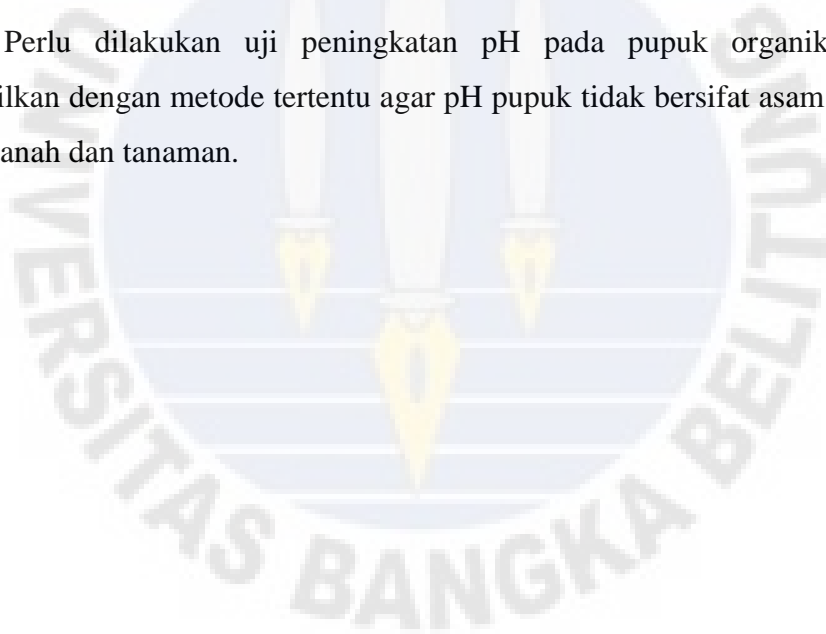 Perlu dilakukan uji peningkatan pH pada pupuk organik
ilkan dengan metode tertentu agar pH pupuk tidak bersifat asam
anah dan tanaman.
UNIVERSITAS BANGKA BELITUNG